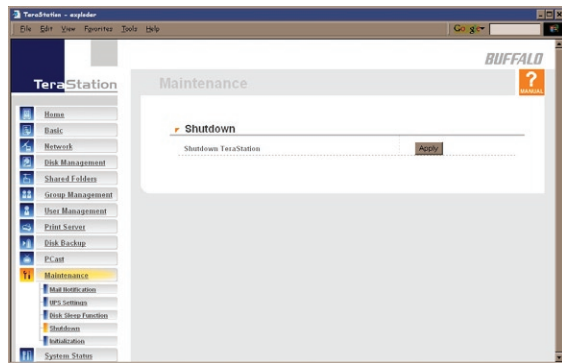 TeraStation - exploder
File Edit View Favorites Tools Help
Google
BUFFALO
TeraStation
Maintenance
?
MANUAL
Home
Basic
Network
Disk Management
Shared Folders
Group Management
User Management
Print Server
Disk Backup
PCast
Maintenance
Mail Notification
UPS Settings
Disk Sleep Function
Shutdown
Initialization
System Status
Shutdown
Shutdown TeraStation
Apply